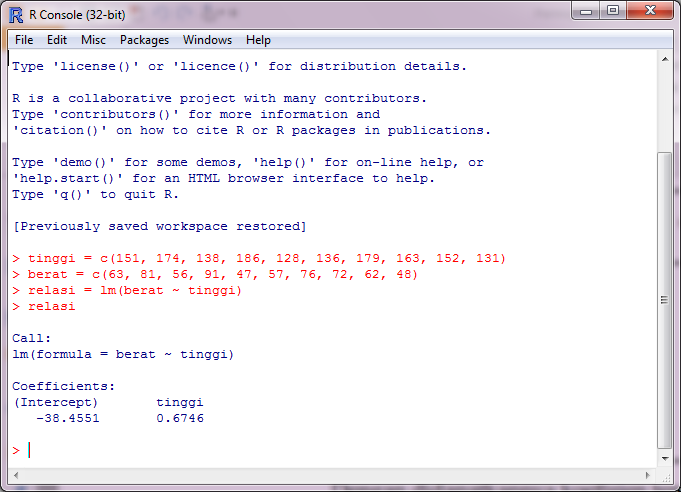 R Console (32-bit)
File Edit Misc Packages Windows Help
Type 'license()' or 'licence()' for distribution details.
R is a collaborative project with many contributors.
Type 'contributors()' for more information and
'citation()' on how to cite R or R packages in publications.
Type 'demo()' for some demos, 'help()' for on-line help, or
'help.start()' for an HTML browser interface to help.
Type 'q()' to quit R.
[Previously saved workspace restored]
> tinggi = c(151, 174, 138, 186, 128, 136, 179, 163, 152, 131)
> berat = c(63, 81, 56, 91, 47, 57, 76, 72, 62, 48)
> relasi = lm(berat ~ tinggi)
> relasi
Call:
lm(formula = berat ~ tinggi)
Coefficients:
(Intercept) tinggi
-38.4551 0.6746
>